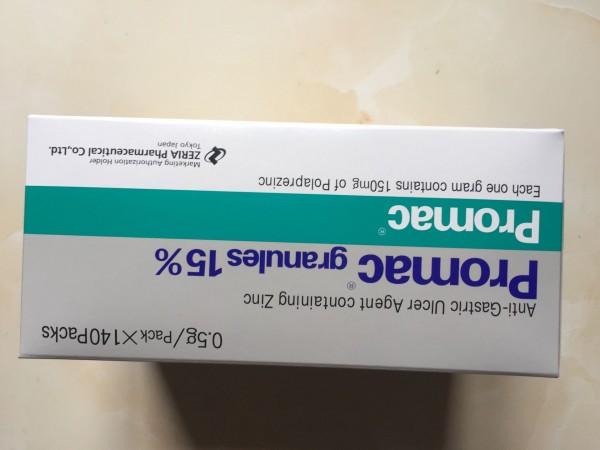 0.5g/Pack×140Packs
Anti-Gastric Ulcer Agent containing Zinc
Promac® granules 15%
Promac®
Each one gram contains 150mg of Polaprezinc
Marketing Authorization Holder
ZERIA Pharmaceutical Co.,Ltd.
Tokyo Japan